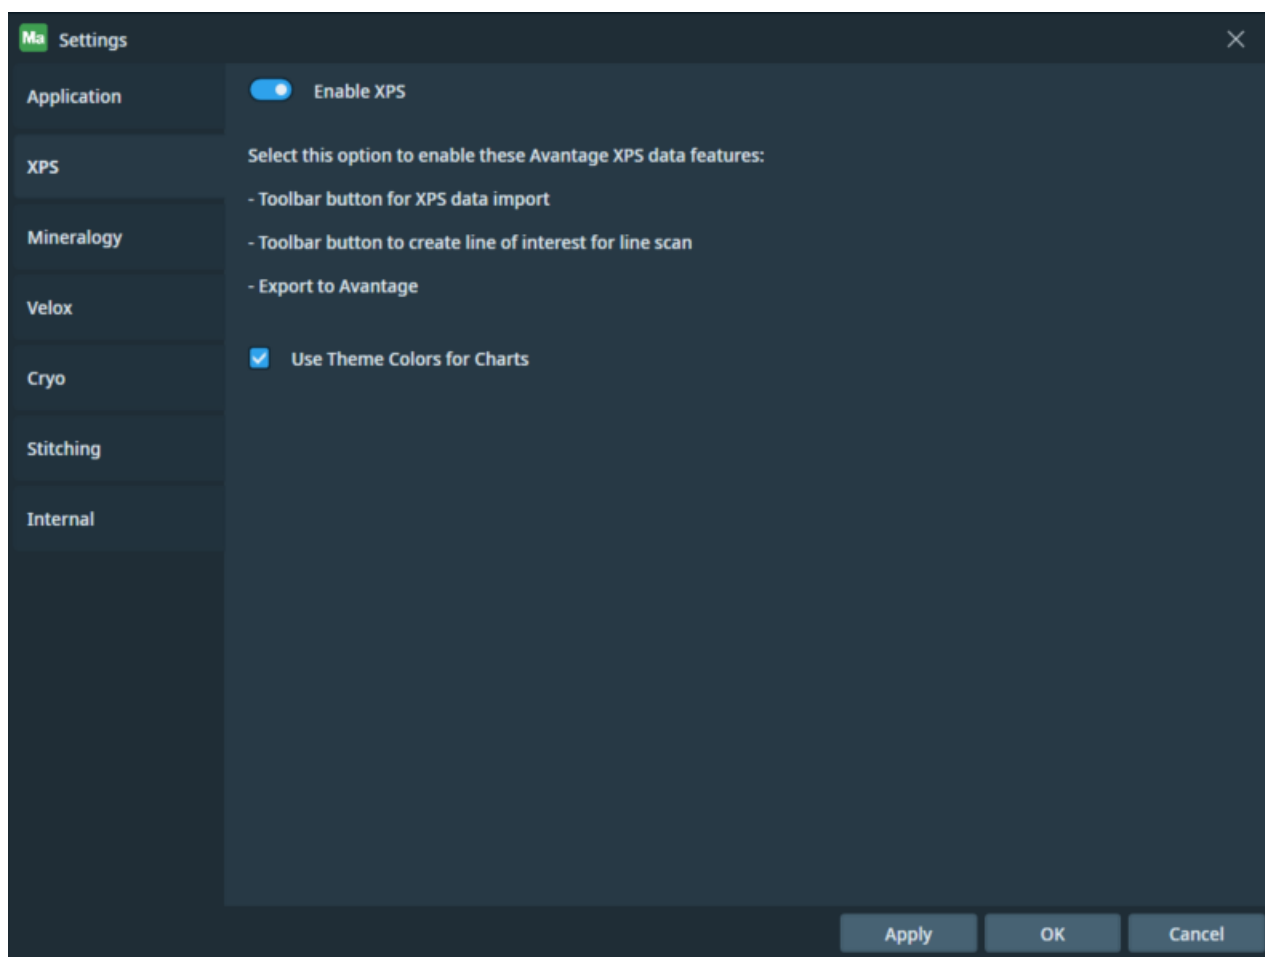 Ma Settings
Application
XPS
Mineralogy
Velox
Cryo
Stitching
Internal
Enable XPS
Select this option to enable these Avantage XPS data features:
- Toolbar button for XPS data import
- Toolbar button to create line of interest for line scan
- Export to Avantage
Use Theme Colors for Charts
Apply OK Cancel